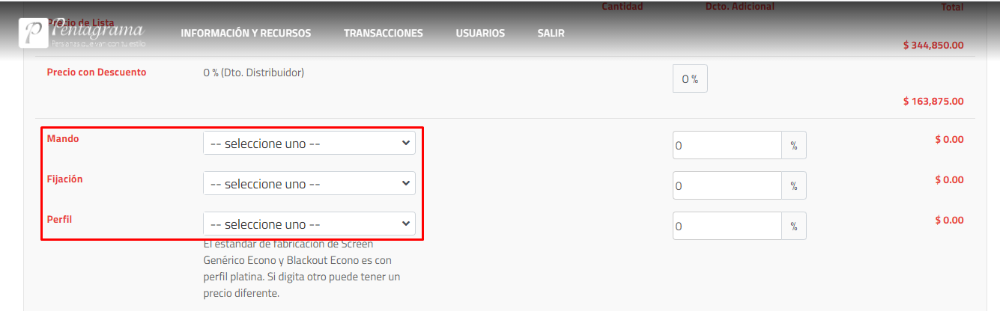 Cantidad Dcto. Adicional Total
Precio de Lista
Pentagrama
Persianas que van con tu estilo
INFORMACIÓN Y RECURSOS TRANSACCIONES USUARIOS SALIR
$ 344,850.00
Precio con Descuento 0 % (Dto. Distribuidor) 0 %
$ 163,875.00
Mando -- seleccione uno -- 0 % $ 0.00
Fijación -- seleccione uno -- 0 % $ 0.00
Perfil -- seleccione uno -- 0 % $ 0.00
El estándar de fabricación de Screen
Genérico Econo y Blackout Econo es con
perfil platina. Si digita otro puede tener un
precio diferente.